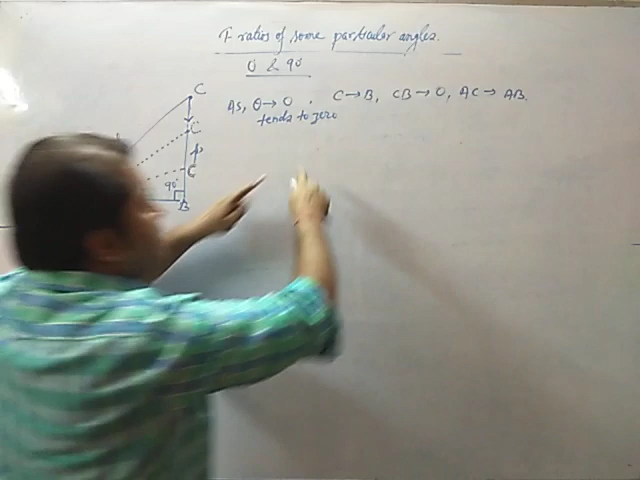 T ratios of some particular angles.
0 & 90
As, θ→0 , C→B, CB→0, AC→ AB.
tends to zero
C
C
p
C
90°
B